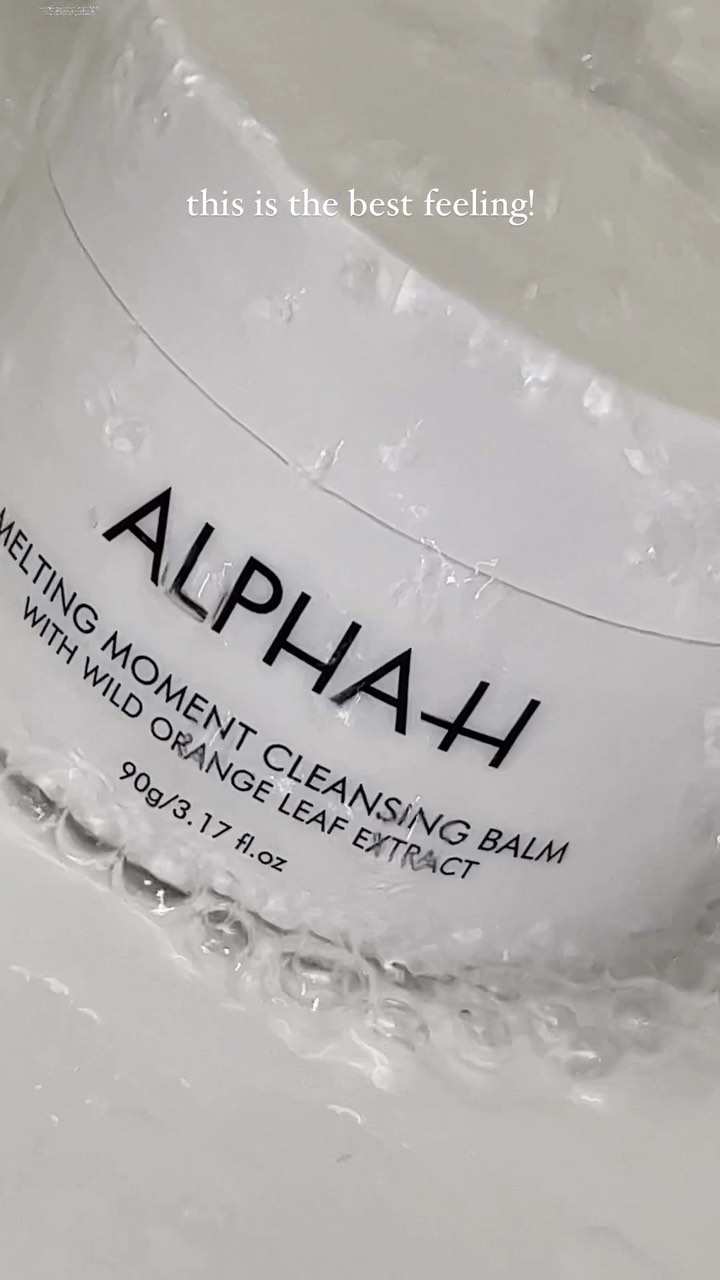 this is the best feeling!
ALPHA-H
MELTING MOMENT CLEANSING BALM
WITH WILD ORANGE LEAF EXTRACT
90g/3.17 fl.oz